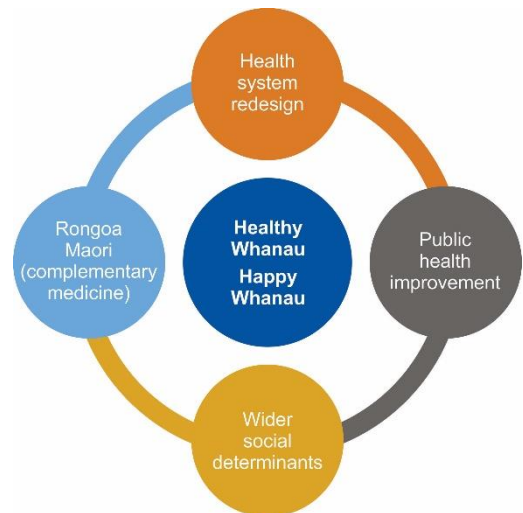 Health
system
redesign
Rongoa
Maori
(complementary
medicine)
Healthy
Whanau
Happy
Whanau
Public
health
improvement
Wider
social
determinants